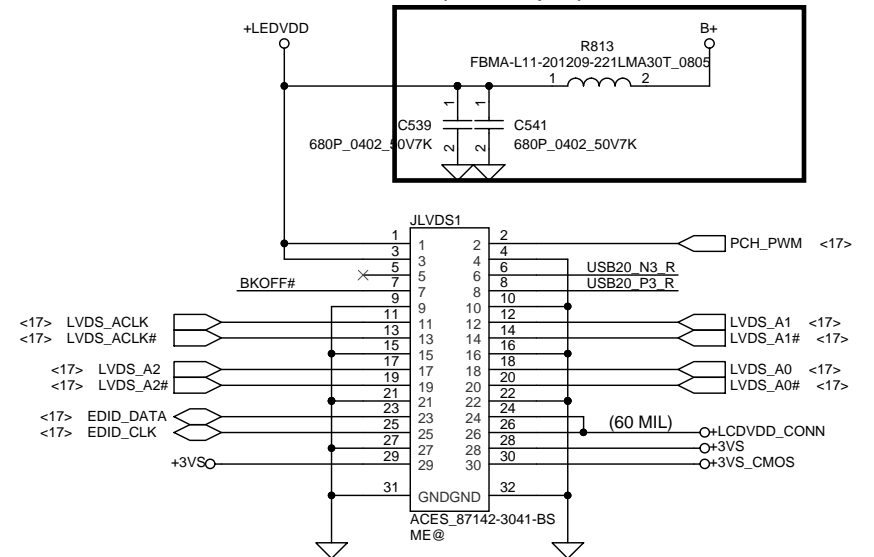 +LEDVDD
B+
R813
FBMA-L11-201209-221LMA30T_0805
1 2
1 1
C539 C541
680P_0402_50V7K 680P_0402_50V7K
2 2
JLVDS1
1 1 2 2 PCH_PWM <17>
3 3 4 4
5 5 6 6 USB20_N3_R
BKOFF# 7 7 8 8 USB20_P3_R
9 9 10 10
<17> LVDS_ACLK 11 11 12 12 LVDS_A1 <17>
<17> LVDS_ACLK# 13 13 14 14 LVDS_A1# <17>
15 15 16 16
<17> LVDS_A2 17 17 18 18 LVDS_A0 <17>
<17> LVDS_A2# 19 19 20 20 LVDS_A0# <17>
21 21 22 22
<17> EDID_DATA 23 23 24 24
<17> EDID_CLK 25 25 26 26 (60 MIL) +LCDVDD_CONN
27 27 28 28 +3VS
+3VS 29 29 30 30 +3VS_CMOS
31 GND GND 32
ACES_87142-3041-BS
ME@